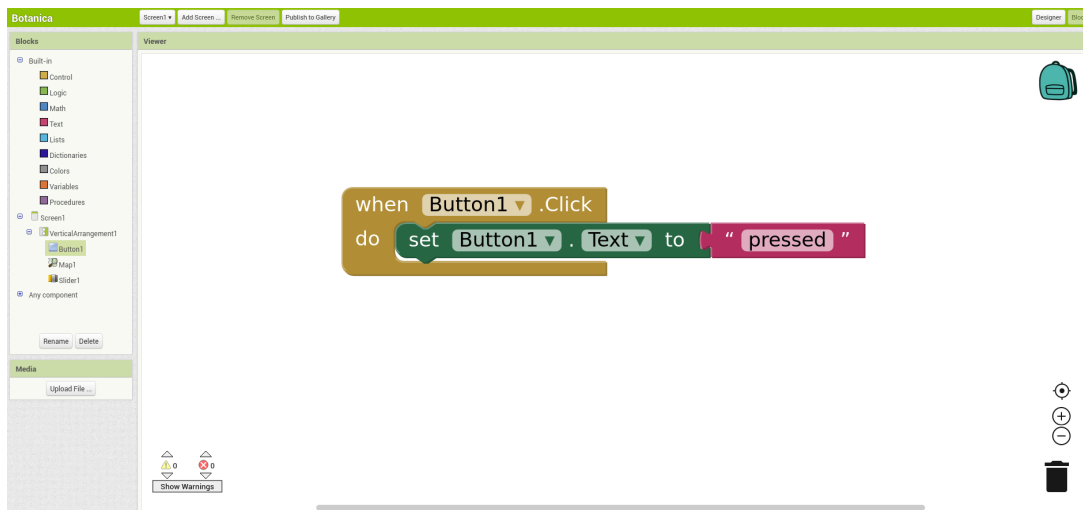 Botanica
Screen1 Add Screen ... Remove Screen Publish to Gallery
Designer
Blocks
Viewer
Built-in
Control
Logic
Math
Text
Lists
Dictionaries
Colors
Variables
Procedures
Screen1
VerticalArrangement1
Button1
Map1
Slider1
Any component
Rename Delete
Media
Upload File ...
when Button1 .Click
do set Button1 . Text to “ pressed ”
0 0
Show Warnings